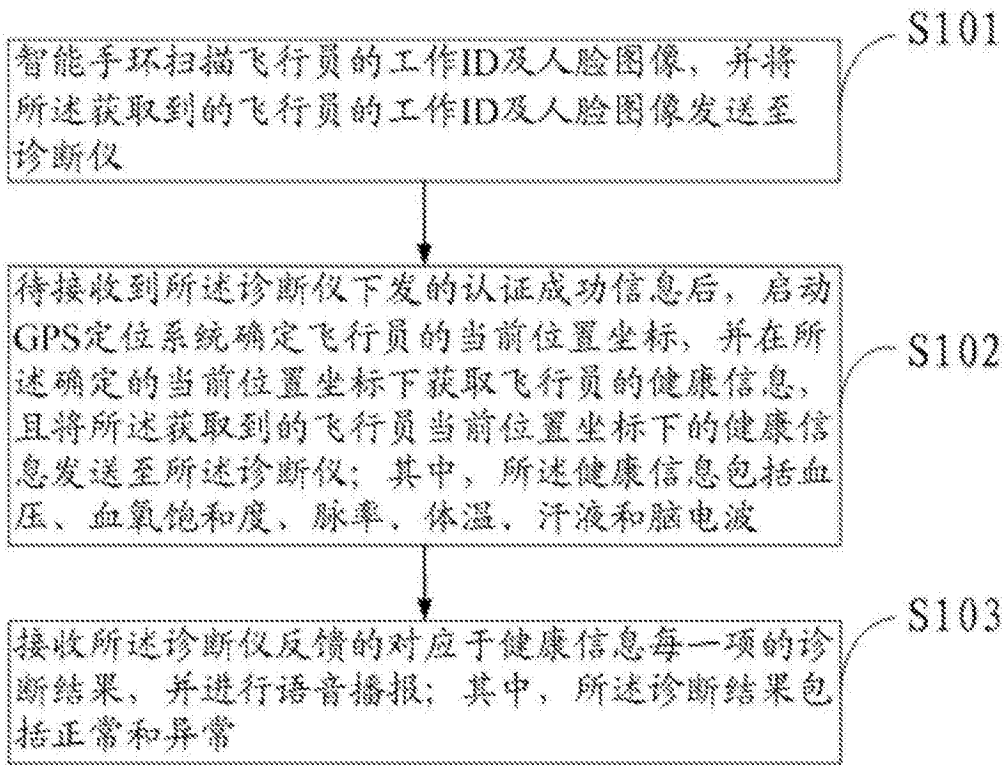 S101
智能手环扫描飞行员的工作ID及人脸图像，并将
所述获取到的飞行员的工作ID及人脸图像发送至
诊断仪
待接收到所述诊断仪下发的认证成功信息后，启动
GPS定位系统确定飞行员的当前位置坐标，并在所
述确定的当前位置坐标下获取飞行员的健康信息，
且将所述获取到的飞行员当前位置坐标下的健康信
息发送至所述诊断仪；其中，所述健康信息包括血
压、血氧饱和度、脉率、体温、汗液和脑电波
S102
接收所述诊断仪反馈的对应于健康信息每一项的诊
断结果，并进行语音播报；其中，所述诊断结果包
括正常和异常
S103